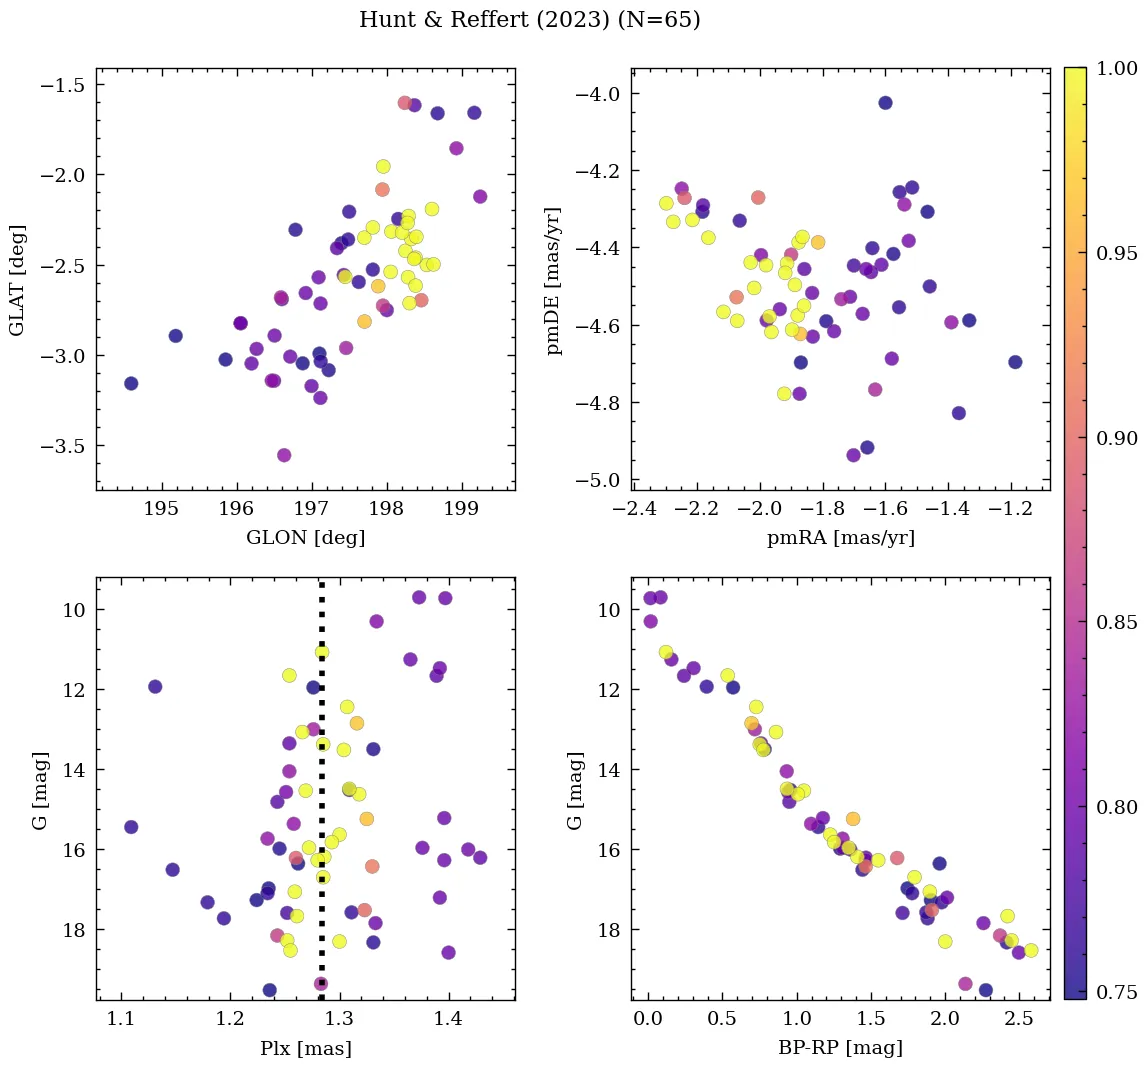 Hunt & Reffert (2023) (N=65)
−1.5
−2.0
−2.5
−3.0
−3.5
GLAT [deg]
195 196 197 198 199
GLON [deg]
−4.0
−4.2
−4.4
−4.6
−4.8
−5.0
pmDE [mas/yr]
−2.4 −2.2 −2.0 −1.8 −1.6 −1.4 −1.2
pmRA [mas/yr]
10
12
14
16
18
G [mag]
1.1 1.2 1.3 1.4
Plx [mas]
10
12
14
16
18
G [mag]
0.0 0.5 1.0 1.5 2.0 2.5
BP-RP [mag]
1.00
0.95
0.90
0.85
0.80
0.75